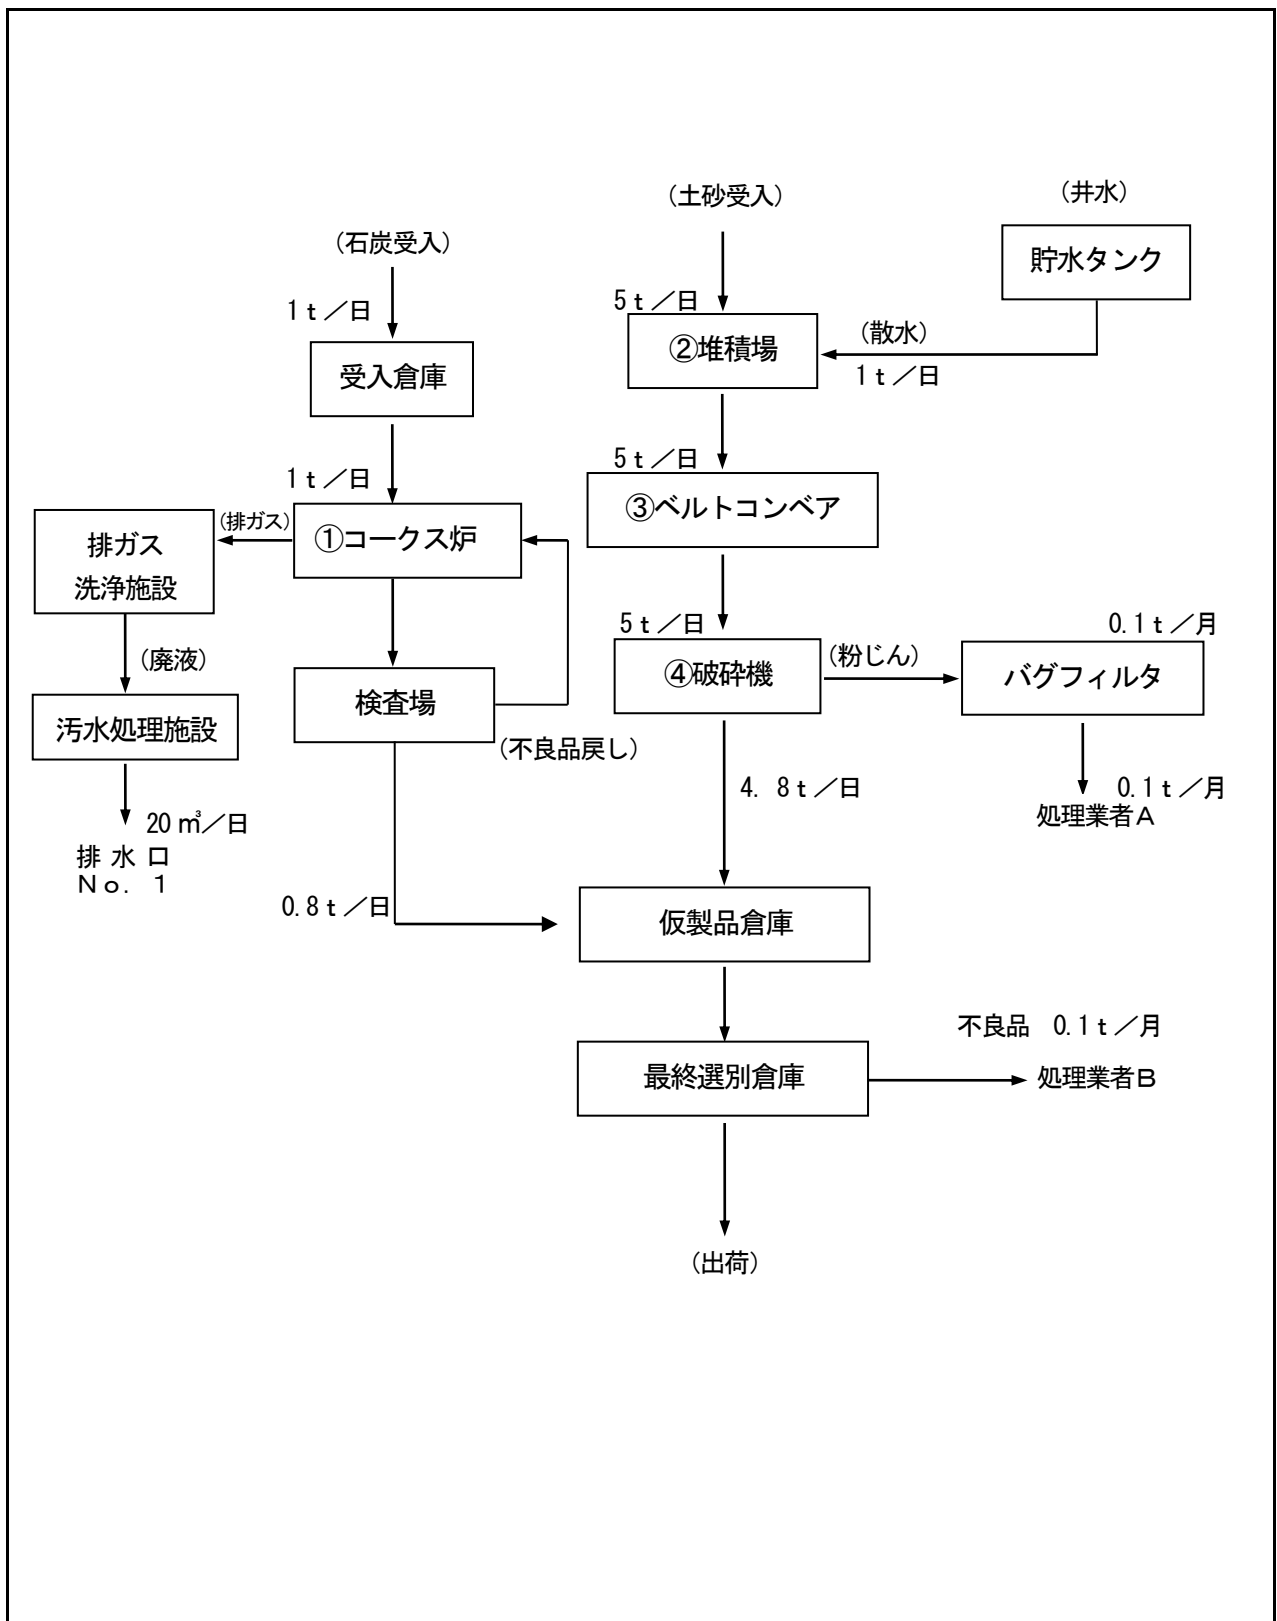 (土砂受入)
(井水)
(石炭受入)
貯水タンク
1t/日
5t/日
(散水)
②堆積場
1t/日
受入倉庫
5t/日
1t/日
③ベルトコンベア
(排ガス)
①コークス炉
排ガス
洗浄施設
5t/日
0.1t/月
(廃液)
(粉じん)
④破砕機
バグフィルタ
検査場
汚水処理施設
(不良品戻し)
4.8t/日
0.1t/月
処理業者A
20㎥/日
排水口
No.1
0.8t/日
仮製品倉庫
不良品 0.1t/月
最終選別倉庫
処理業者B
(出荷)